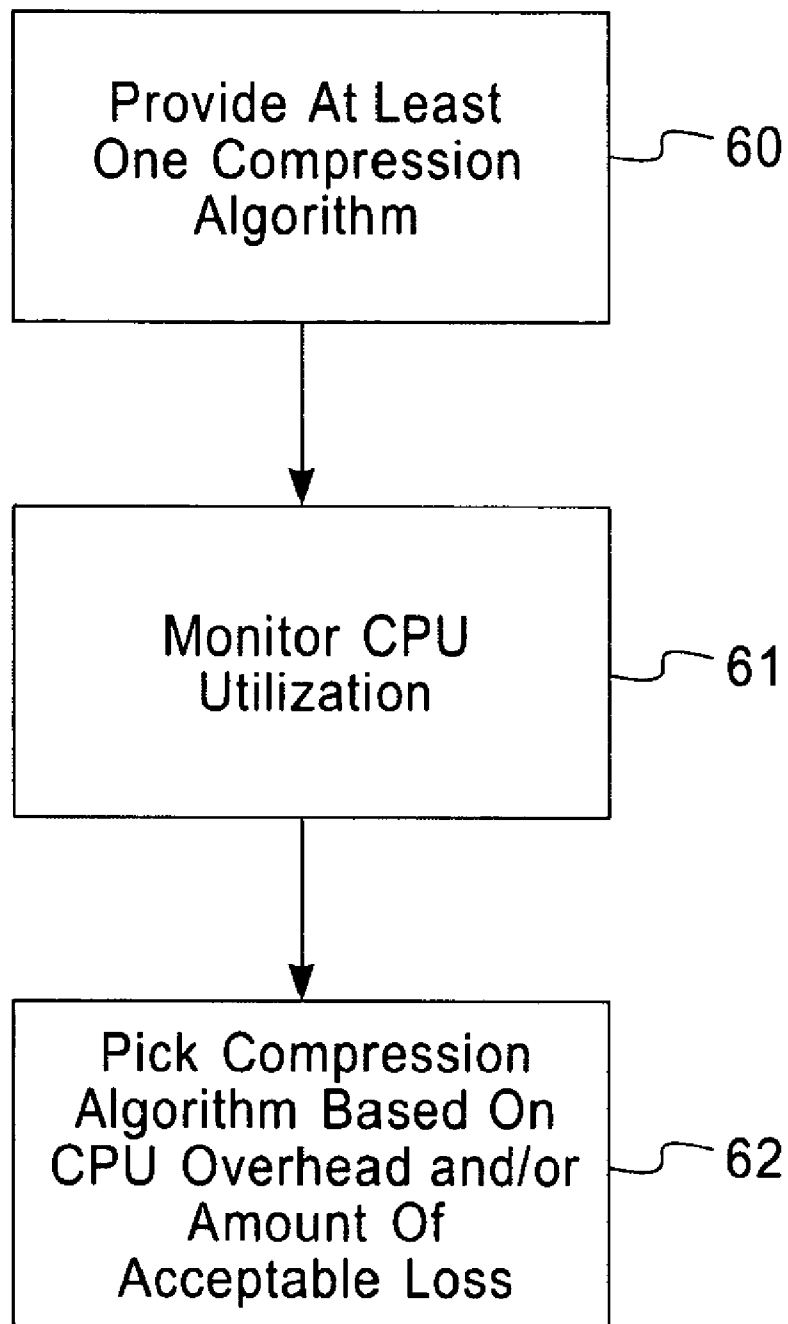 Provide At Least
One Compression
Algorithm
60
Monitor CPU
Utilization
61
Pick Compression
Algorithm Based On
CPU Overhead and/or
Amount Of
Acceptable Loss
62